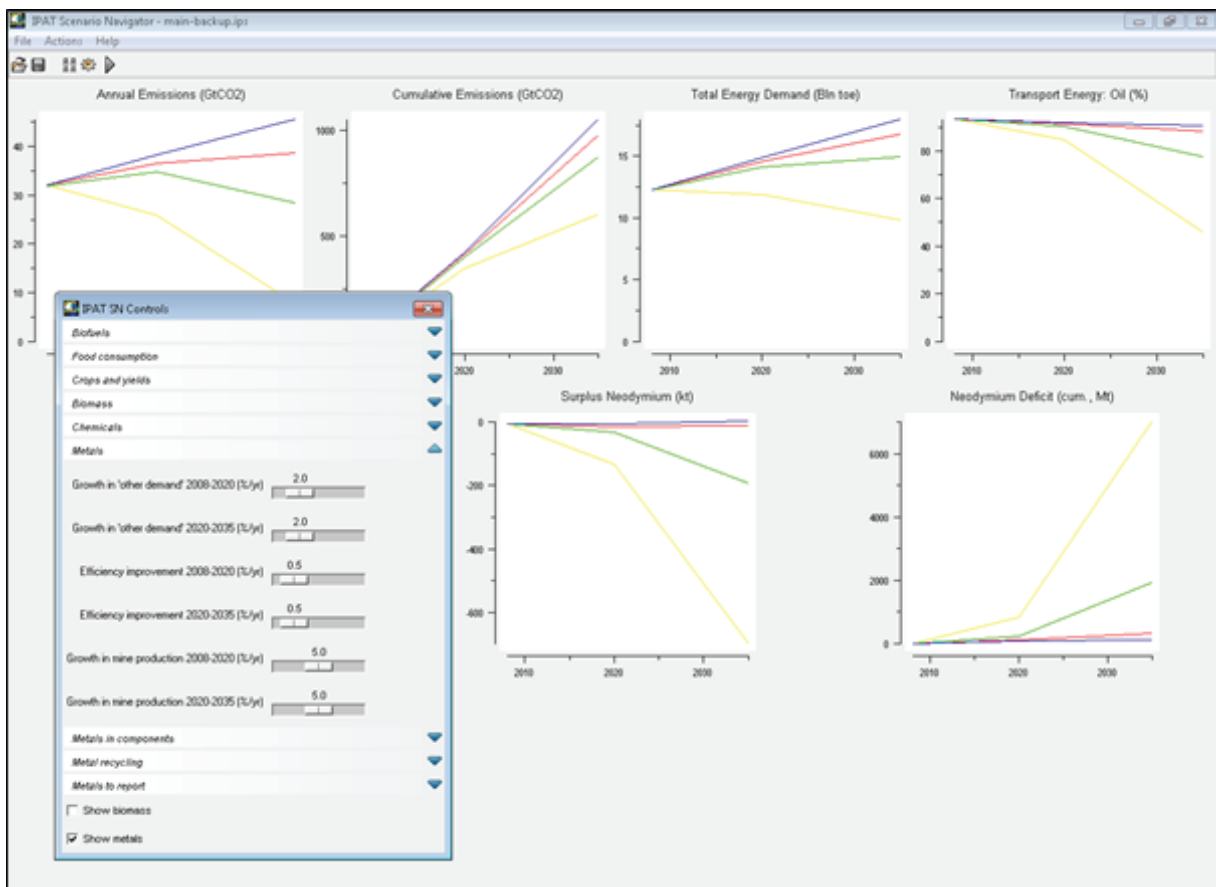 IPAT Scenario Navigator - main-backup.ips
File Actions Help
Annual Emissions (GtCO2)
40
30
20
10
0
Cumulative Emissions (GtCO2)
1000
500
2020 2030
Total Energy Demand (Bln toe)
15
10
5
0
2010 2020 2030
Transport Energy: Oil (%)
80
60
40
20
0
2010 2020 2030
IPAT SN Controls
Biofuels
Food consumption
Crops and yields
Biomass
Chemicals
Metals
Growth in 'other demand' 2008-2020 (%/yr) 2.0
Growth in 'other demand' 2020-2035 (%/yr) 2.0
Efficiency improvement 2008-2020 (%/yr) 0.5
Efficiency improvement 2020-2035 (%/yr) 0.5
Growth in mine production 2008-2020 (%/yr) 5.0
Growth in mine production 2020-2035 (%/yr) 5.0
Metals in components
Metal recycling
Metals to report
Show biomass
Show metals
Surplus Neodymium (kt)
0
-200
-400
-600
2010 2020 2030
Neodymium Deficit (cum., Mt)
6000
4000
2000
0
2010 2020 2030